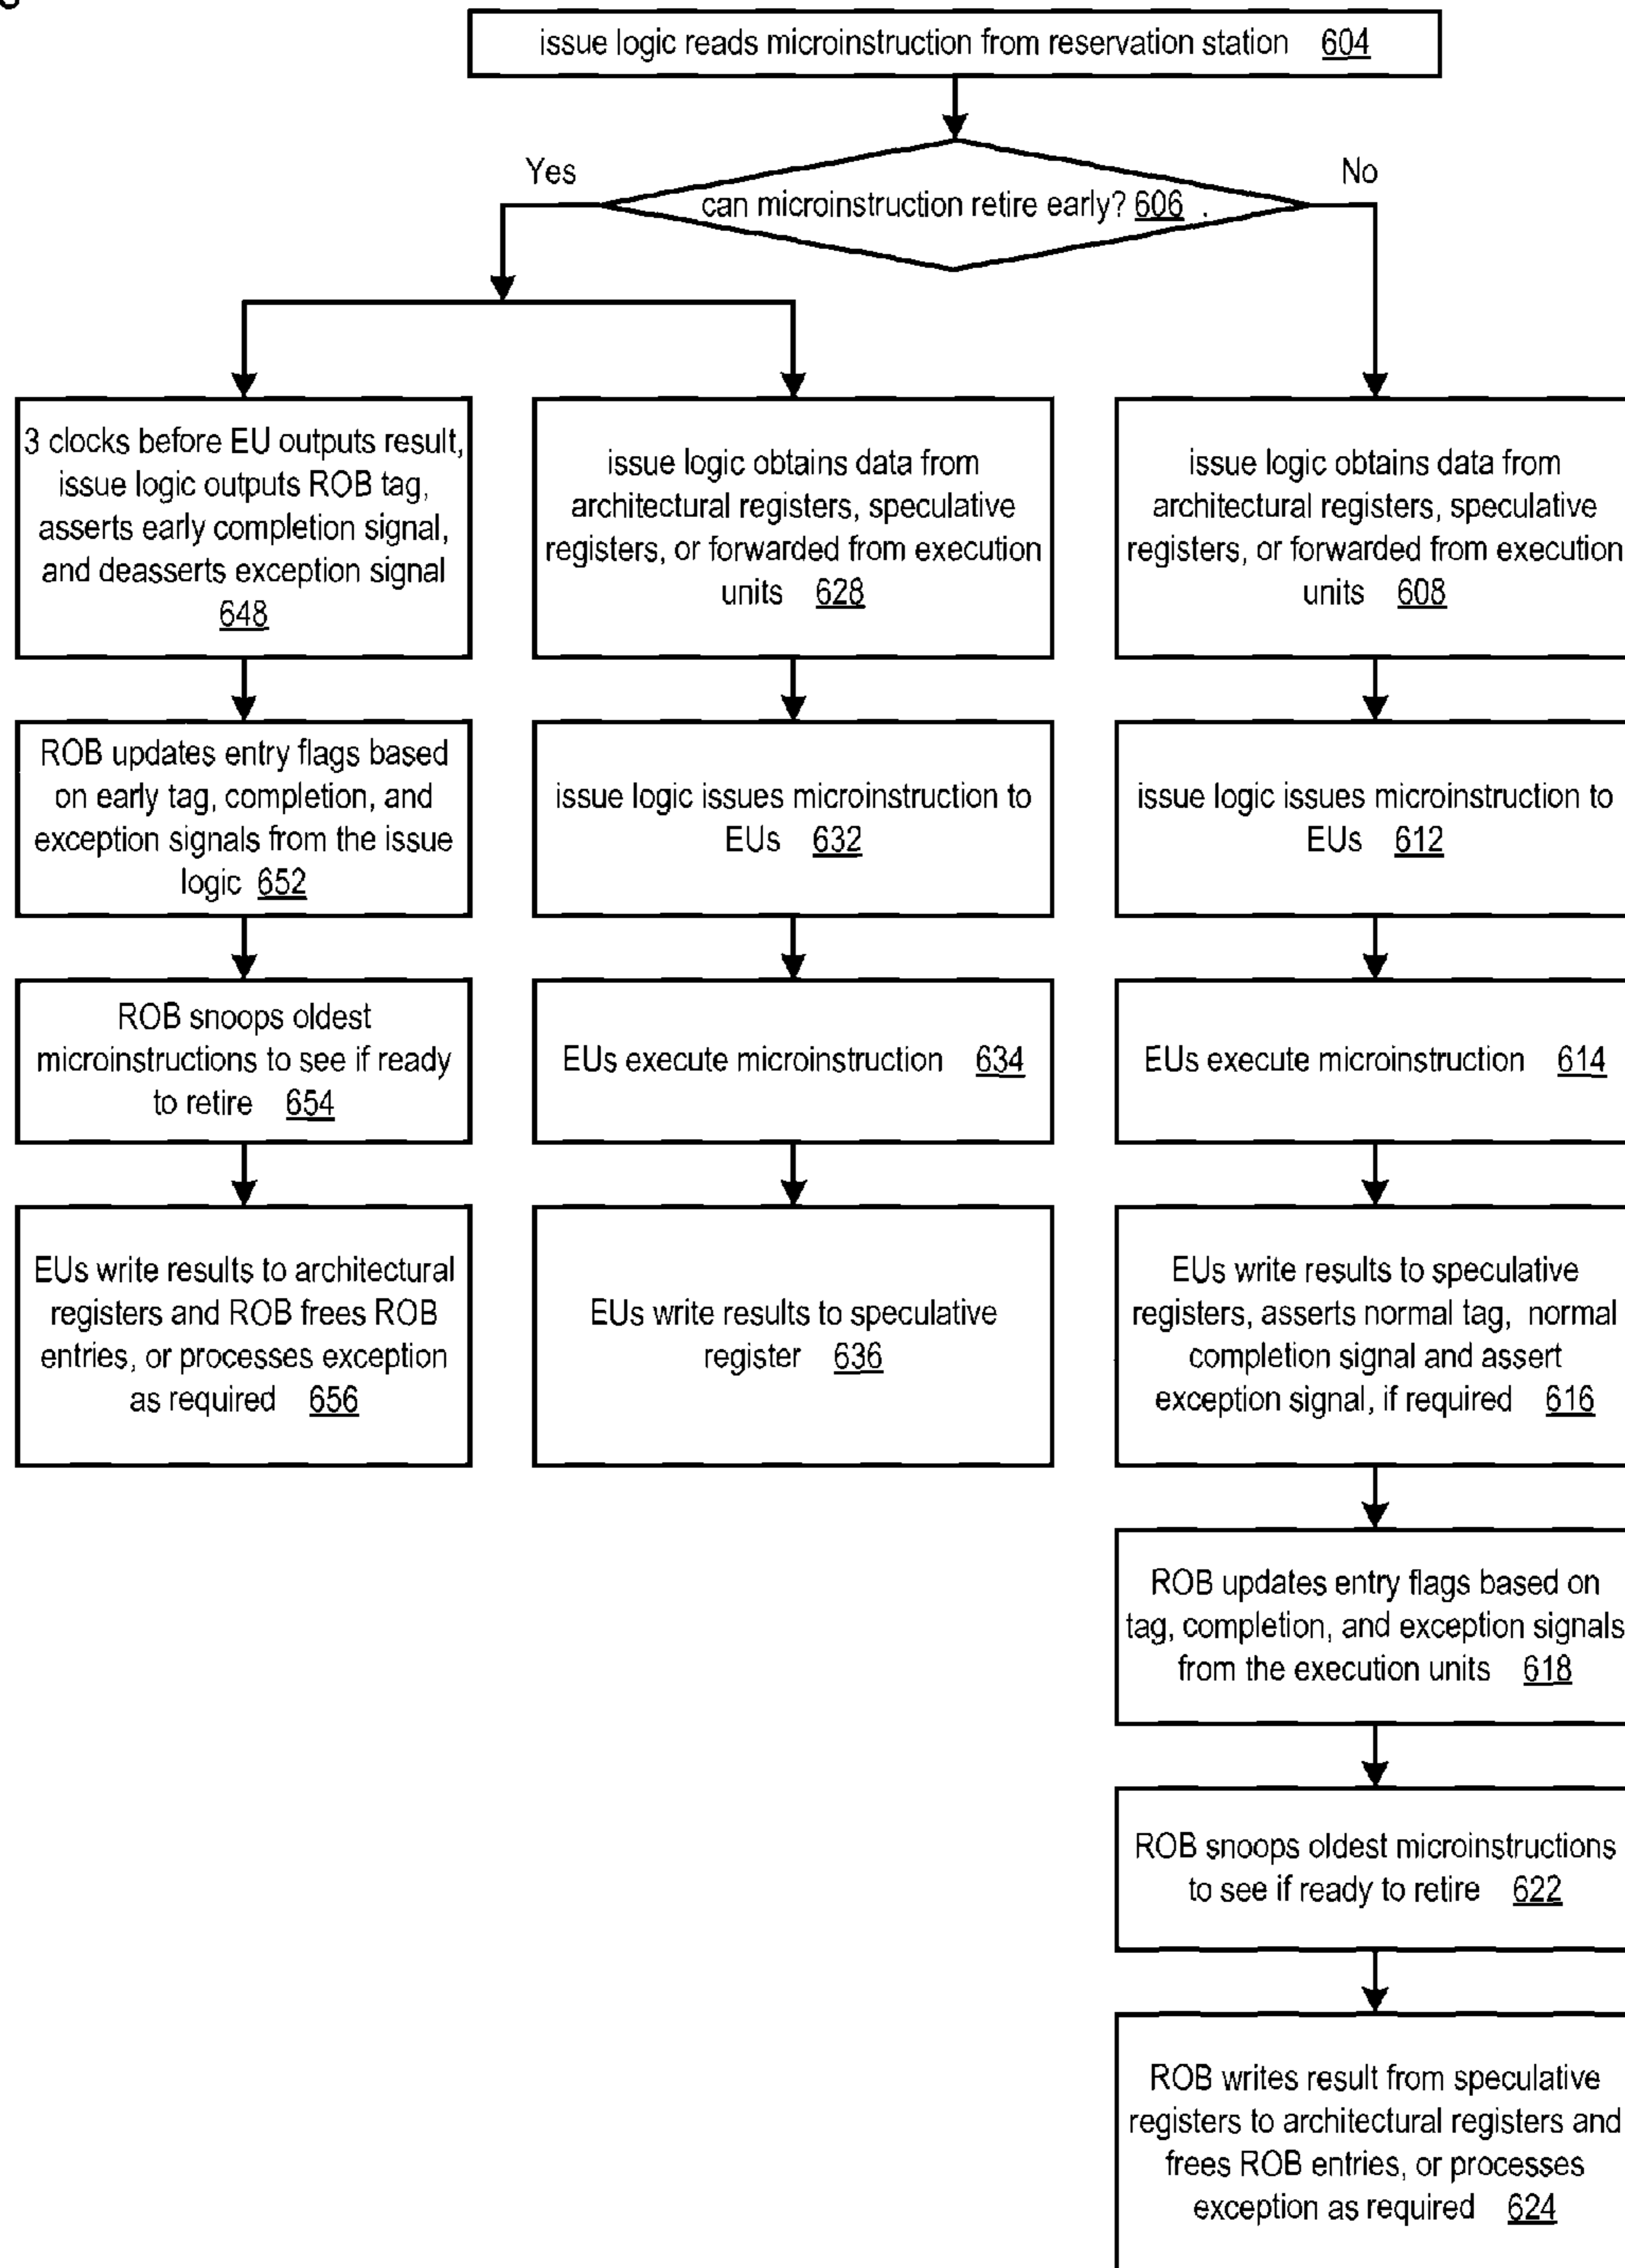 issue logic reads microinstruction from reservation station 604
Yes
No
can microinstruction retire early? 606
3 clocks before EU outputs result,
issue logic outputs ROB tag,
asserts early completion signal,
and deasserts exception signal
648
issue logic obtains data from
architectural registers, speculative
registers, or forwarded from execution
units 628
issue logic obtains data from
architectural registers, speculative
registers, or forwarded from execution
units 608
ROB updates entry flags based
on early tag, completion, and
exception signals from the issue
logic 652
issue logic issues microinstruction to
EUs 632
issue logic issues microinstruction to
EUs 612
ROB snoops oldest
microinstructions to see if ready
to retire 654
EUs execute microinstruction 634
EUs execute microinstruction 614
EUs write results to architectural
registers and ROB frees ROB
entries, or processes exception
as required 656
EUs write results to speculative
register 636
EUs write results to speculative
registers, asserts normal tag, normal
completion signal and assert
exception signal, if required 616
ROB updates entry flags based on
tag, completion, and exception signals
from the execution units 618
ROB snoops oldest microinstructions
to see if ready to retire 622
ROB writes result from speculative
registers to architectural registers and
frees ROB entries, or processes
exception as required 624